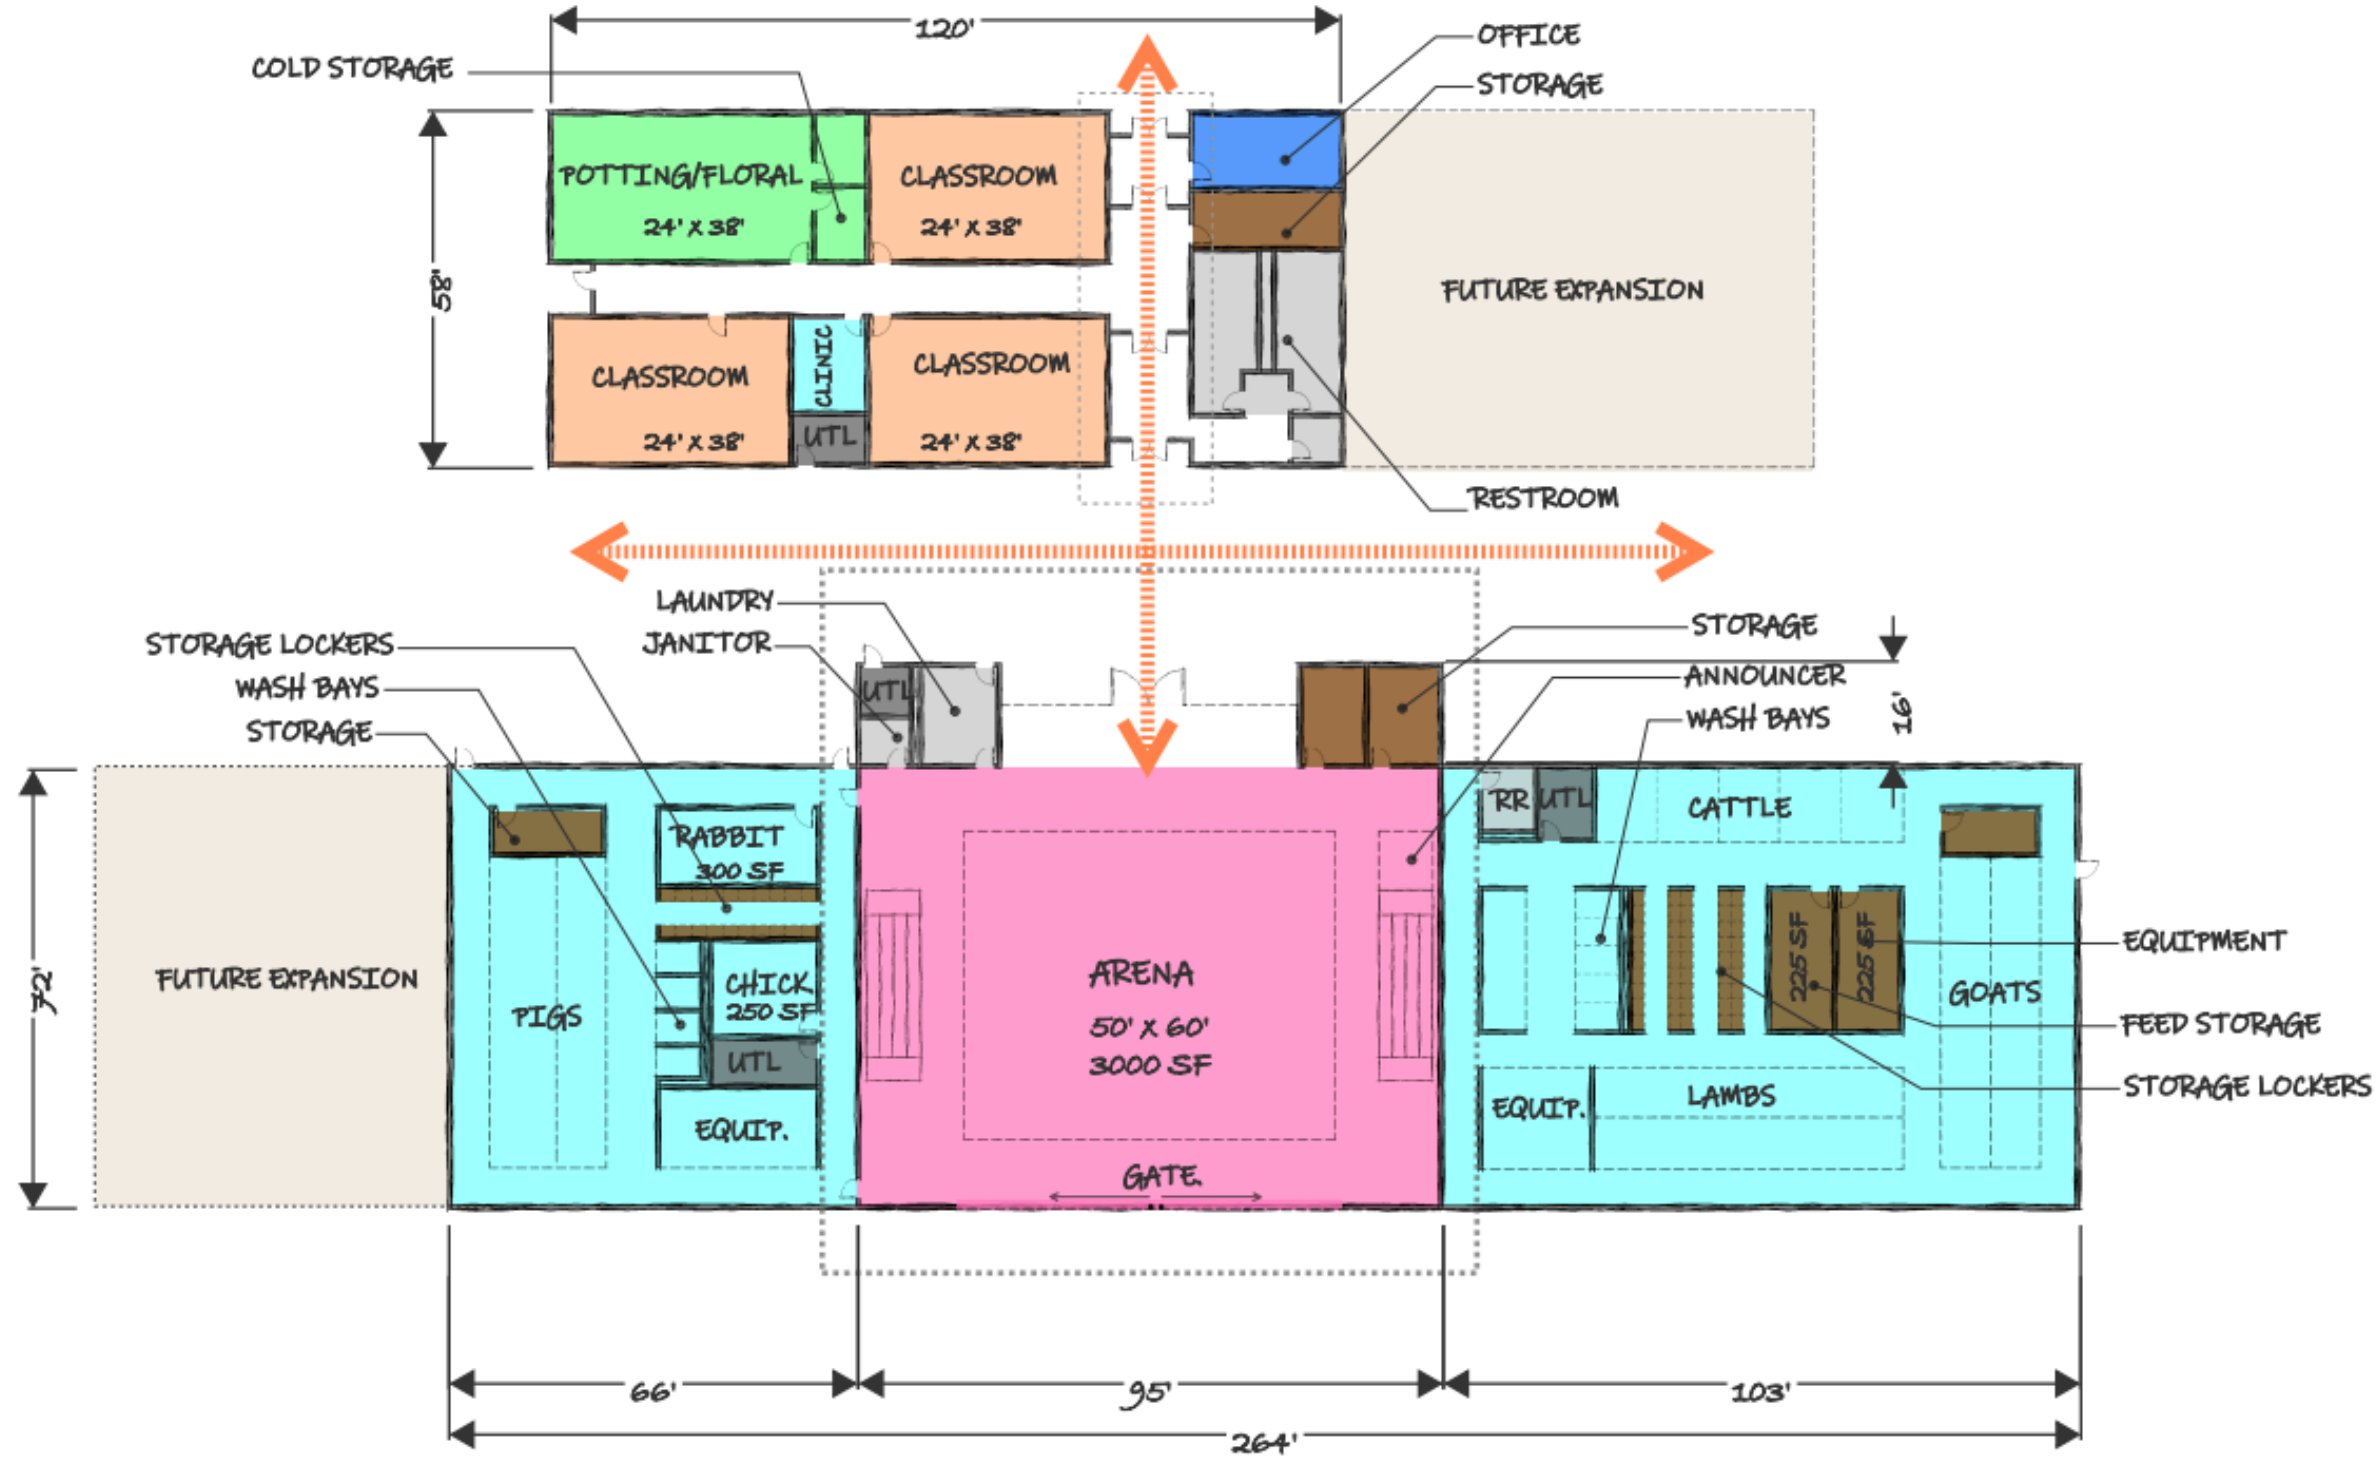 120'
OFFICE
COLD STORAGE
STORAGE
POTTING/FLORAL
24' X 38'
CLASSROOM
24' X 38'
58'
FUTURE EXPANSION
CLASSROOM
24' X 38'
CLINIC
UTL
CLASSROOM
24' X 38'
RESTROOM
LAUNDRY
JANITOR
STORAGE LOCKERS
WASH BAYS
STORAGE
STORAGE
ANNOUNCER
WASH BAYS
16'
UTL
RABBIT
300 SF
RR
UTL
CATTLE
72'
FUTURE EXPANSION
PIGS
CHICK
250 SF
UTL
EQUIP.
ARENA
50' X 60'
3000 SF
GATE.
225 SF
225 SF
EQUIPMENT
GOATS
FEED STORAGE
STORAGE LOCKERS
EQUIP.
LAMBS
66'
95'
103'
264'